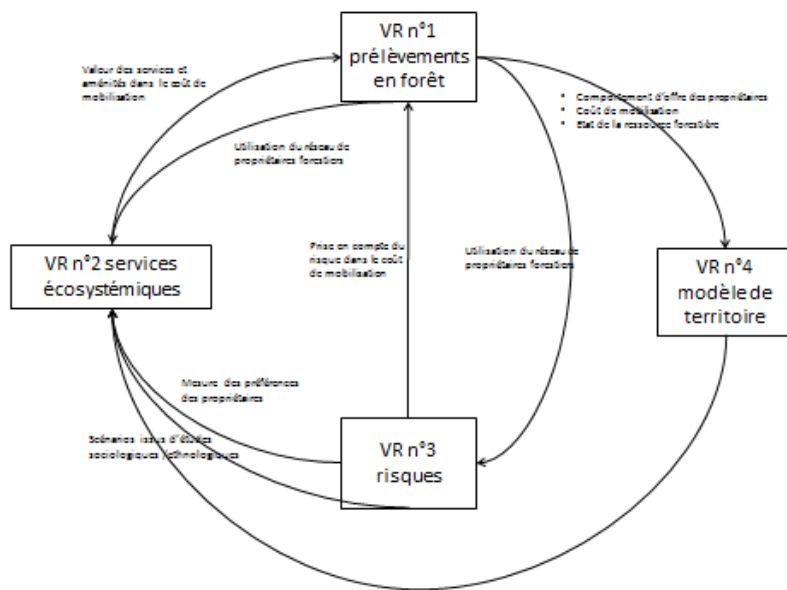 VR n°1
prélèvements
en forêt
Valeur des services et
aménités dans le coût de
mobilisation
• Comportement d'offre des propriétaires
• Coût de mobilisation
• Etat de la ressource forestière
Utilisation du réseau de
propriétaires forestiers
VR n°2 services
écosystémiques
Prise en compte du
risque dans le coût
de mobilisation
Utilisation du réseau de
propriétaires forestiers
VR n°4
modèle de
territoire
Mesure des préférences
des propriétaires
Scénarios issus d'études
sociologiques /ethnologiques
VR n°3
risques